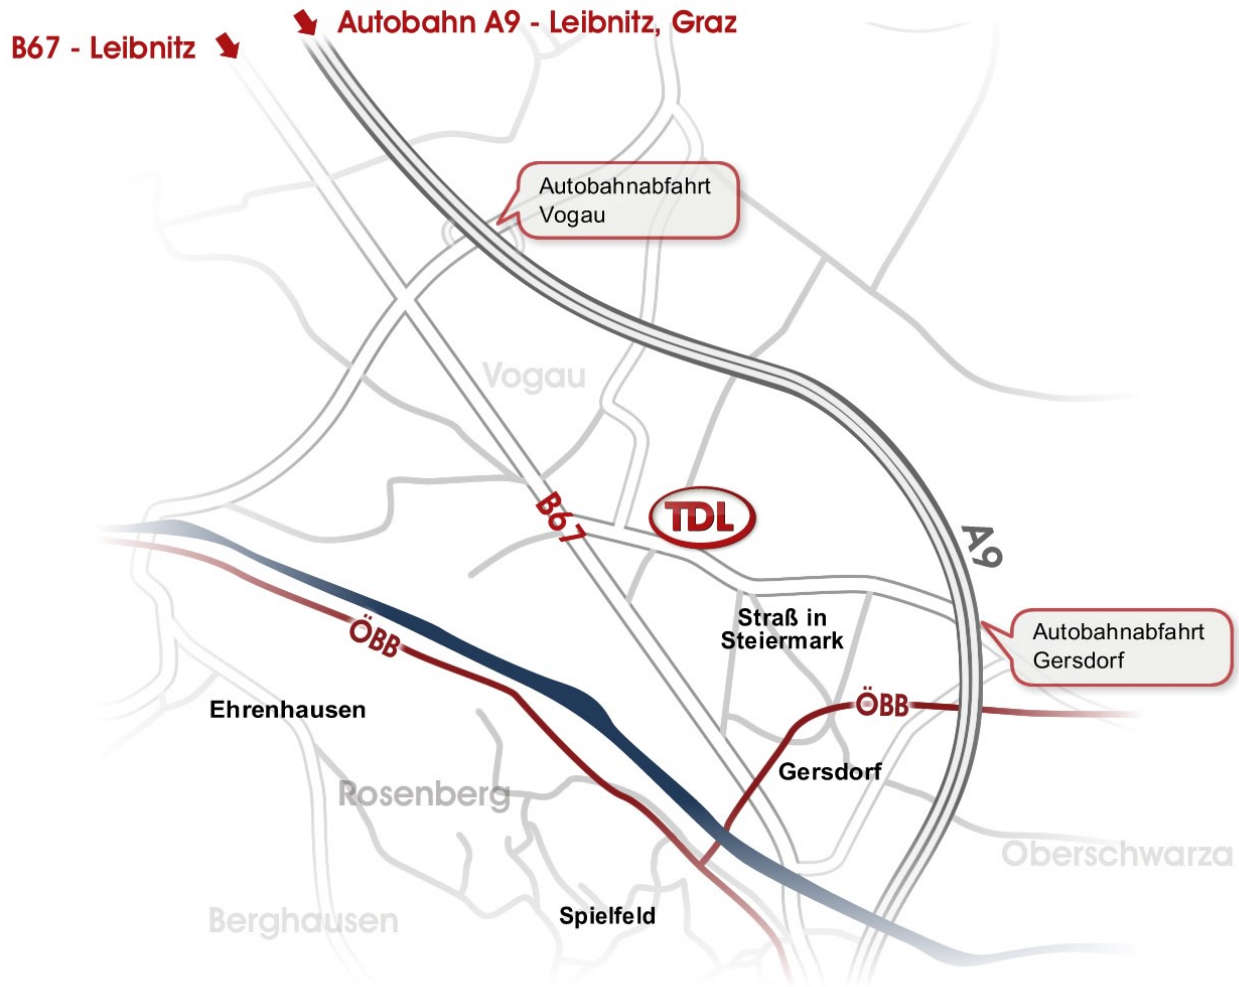 Autobahn A9 - Leibnitz, Graz
B67 - Leibnitz
Autobahnabfahrt
Vogau
Vogau
B67
TDL
A9
Straß in
Steiermark
Autobahnabfahrt
Gersdorf
ÖBB
Ehrenhausen
ÖBB
Gersdorf
Rosenberg
Oberschwarza
Berghausen
Spielfeld